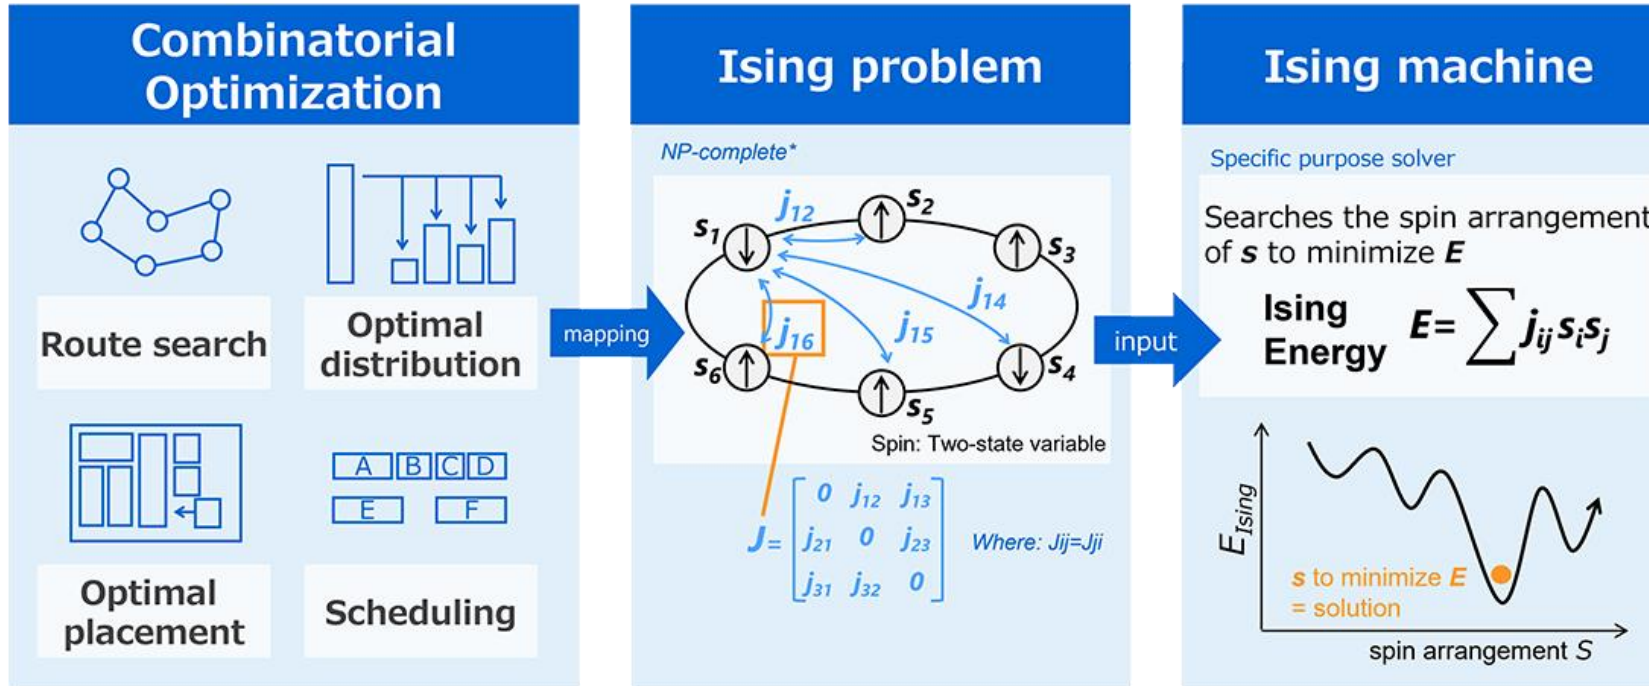 Combinatorial
Optimization
Route search
Optimal
distribution
A B C D
E F
Optimal
placement
Scheduling
mapping
Ising problem
NP-complete*
s1 j12 s2
s3
j14
j15
j16
s6
s5
s4
Spin: Two-state variable
J= [ 0 j12 j13
j21 0 j23
j31 j32 0 ]
Where: Jij=Jji
input
Ising machine
Specific purpose solver
Searches the spin arrangement
of s to minimize E
Ising
Energy
E= ∑ jij si sj
EIsing
s to minimize E
= solution
spin arrangement S